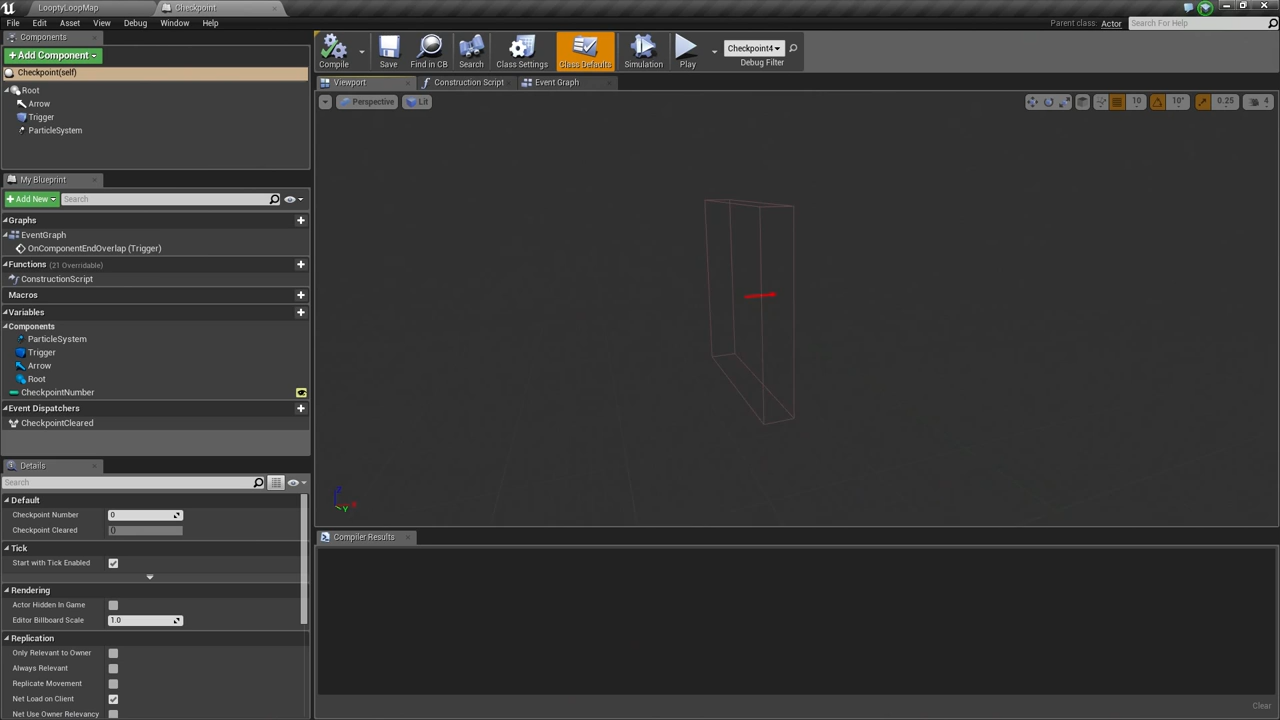 LooptyLoopMap
Checkpoint
File Edit Asset View Debug Window Help
Parent class: Actor
Search For Help
Components
Add Component
Checkpoint(self)
Root
Arrow
Trigger
ParticleSystem
My Blueprint
Add New
Search
Graphs
EventGraph
OnComponentEndOverlap (Trigger)
Functions (21 Overridable)
ConstructionScript
Macros
Variables
Components
ParticleSystem
Trigger
Arrow
Root
CheckpointNumber
Event Dispatchers
CheckpointCleared
Details
Search
Default
Checkpoint Number 0
Checkpoint Cleared ()
Tick
Start with Tick Enabled
Rendering
Actor Hidden In Game
Editor Billboard Scale 1.0
Replication
Only Relevant to Owner
Always Relevant
Replicate Movement
Net Load on Client
Net Use Owner Relevancy
Compile Save Find in CB Search Class Settings Class Defaults Simulation Play
Checkpoint4
Debug Filter
Viewport Construction Script Event Graph
Perspective Lit
10 10° 0.25 4
Z
X
Y
Compiler Results
Clear